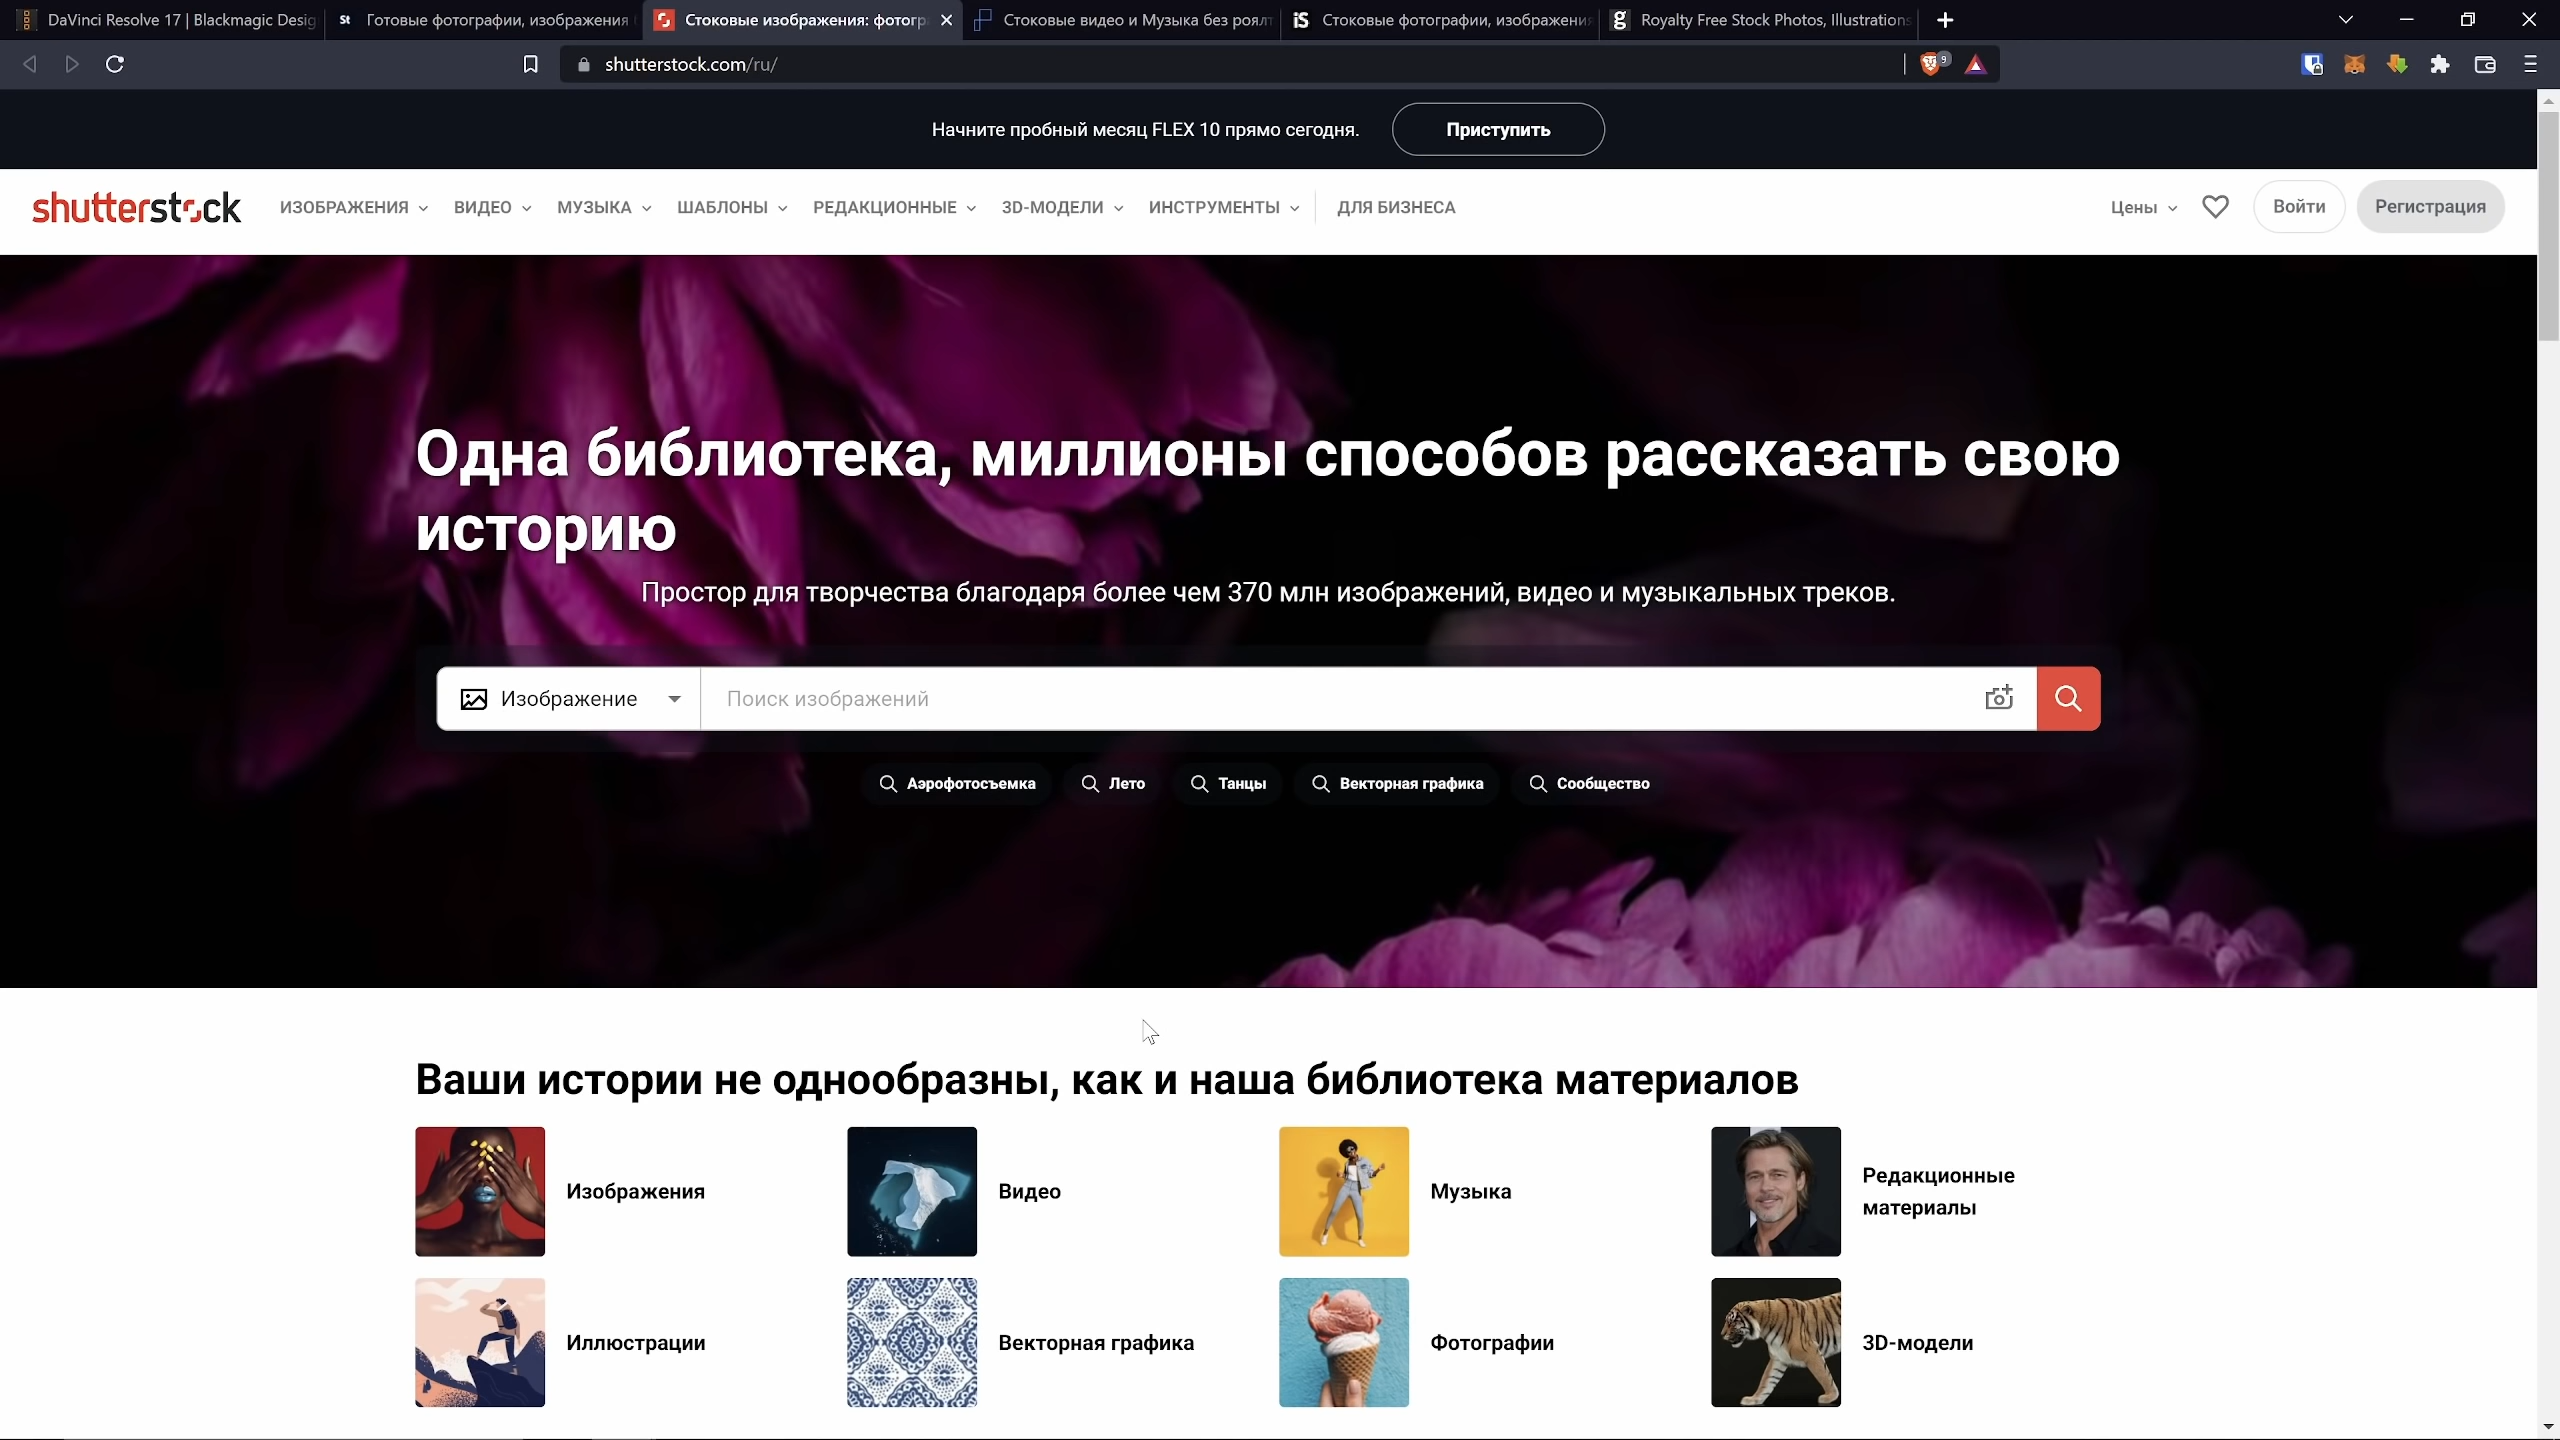 DaVinci Resolve 17 | Blackmagic Desig
St Готовые фотографии, изображения
Стоковые изображения: фотогр
Стоковые видео и Музыка без роялт
iS Стоковые фотографии, изображения
g Royalty Free Stock Photos, Illustrations
shutterstock.com/ru/
9
Начните пробный месяц FLEX 10 прямо сегодня.
Приступить
shutterstock
ИЗОБРАЖЕНИЯ
ВИДЕО
МУЗЫКА
ШАБЛОНЫ
РЕДАКЦИОННЫЕ
3D-МОДЕЛИ
ИНСТРУМЕНТЫ
ДЛЯ БИЗНЕСА
Цены
Войти
Регистрация
Одна библиотека, миллионы способов рассказать свою
историю
Простор для творчества благодаря более чем 370 млн изображений, видео и музыкальных треков.
Изображение
Поиск изображений
Аэрофотосъемка
Лето
Танцы
Векторная графика
Сообщество
Ваши истории не однообразны, как и наша библиотека материалов
Изображения
Видео
Музыка
Редакционные
материалы
Иллюстрации
Векторная графика
Фотографии
3D-модели